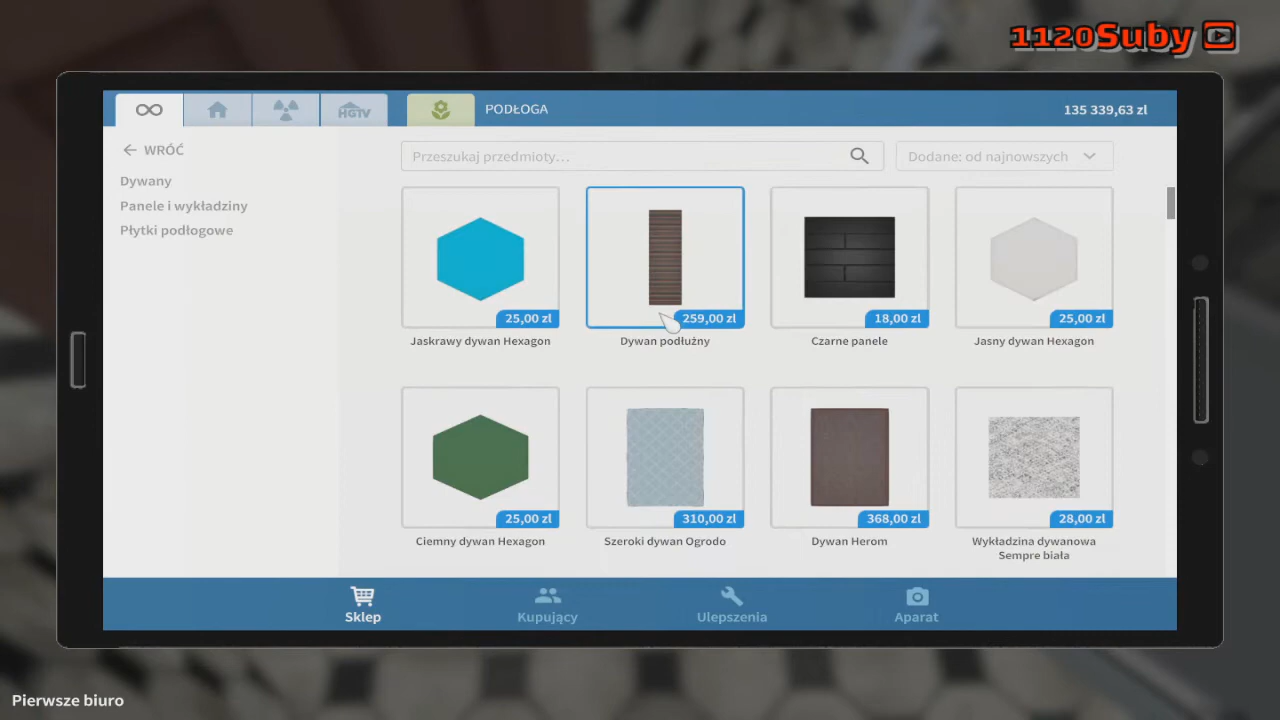 1120Suby
HGTV
PODŁOGA
135 339,63 zl
WRÓĆ
Dywany
Panele i wykładziny
Płytki podłogowe
Przeszukaj przedmioty...
Dodane: od najnowszych
25,00 zl
259,00 zl
18,00 zl
25,00 zl
Jaskrawy dywan Hexagon
Dywan podłużny
Czarne panele
Jasny dywan Hexagon
25,00 zl
310,00 zl
368,00 zl
28,00 zl
Ciemny dywan Hexagon
Szeroki dywan Ogrodo
Dywan Herom
Wykładzina dywanowa
Sempre biała
Sklep
Kupujący
Ulepszenia
Aparat
Pierwsze biuro